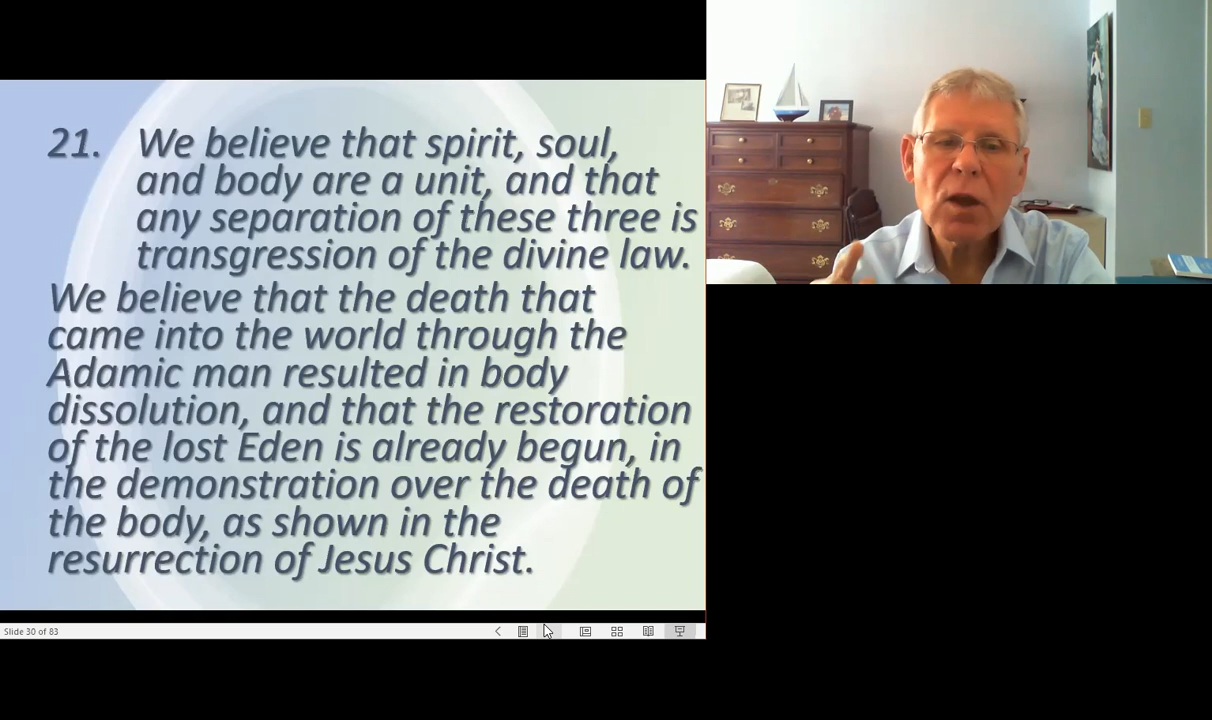 21. We believe that spirit, soul,
and body are a unit, and that
any separation of these three is
transgression of the divine law.
We believe that the death that
came into the world through the
Adamic man resulted in body
dissolution, and that the restoration
of the lost Eden is already begun, in
the demonstration over the death of
the body, as shown in the
resurrection of Jesus Christ.
Slide 30 of 83